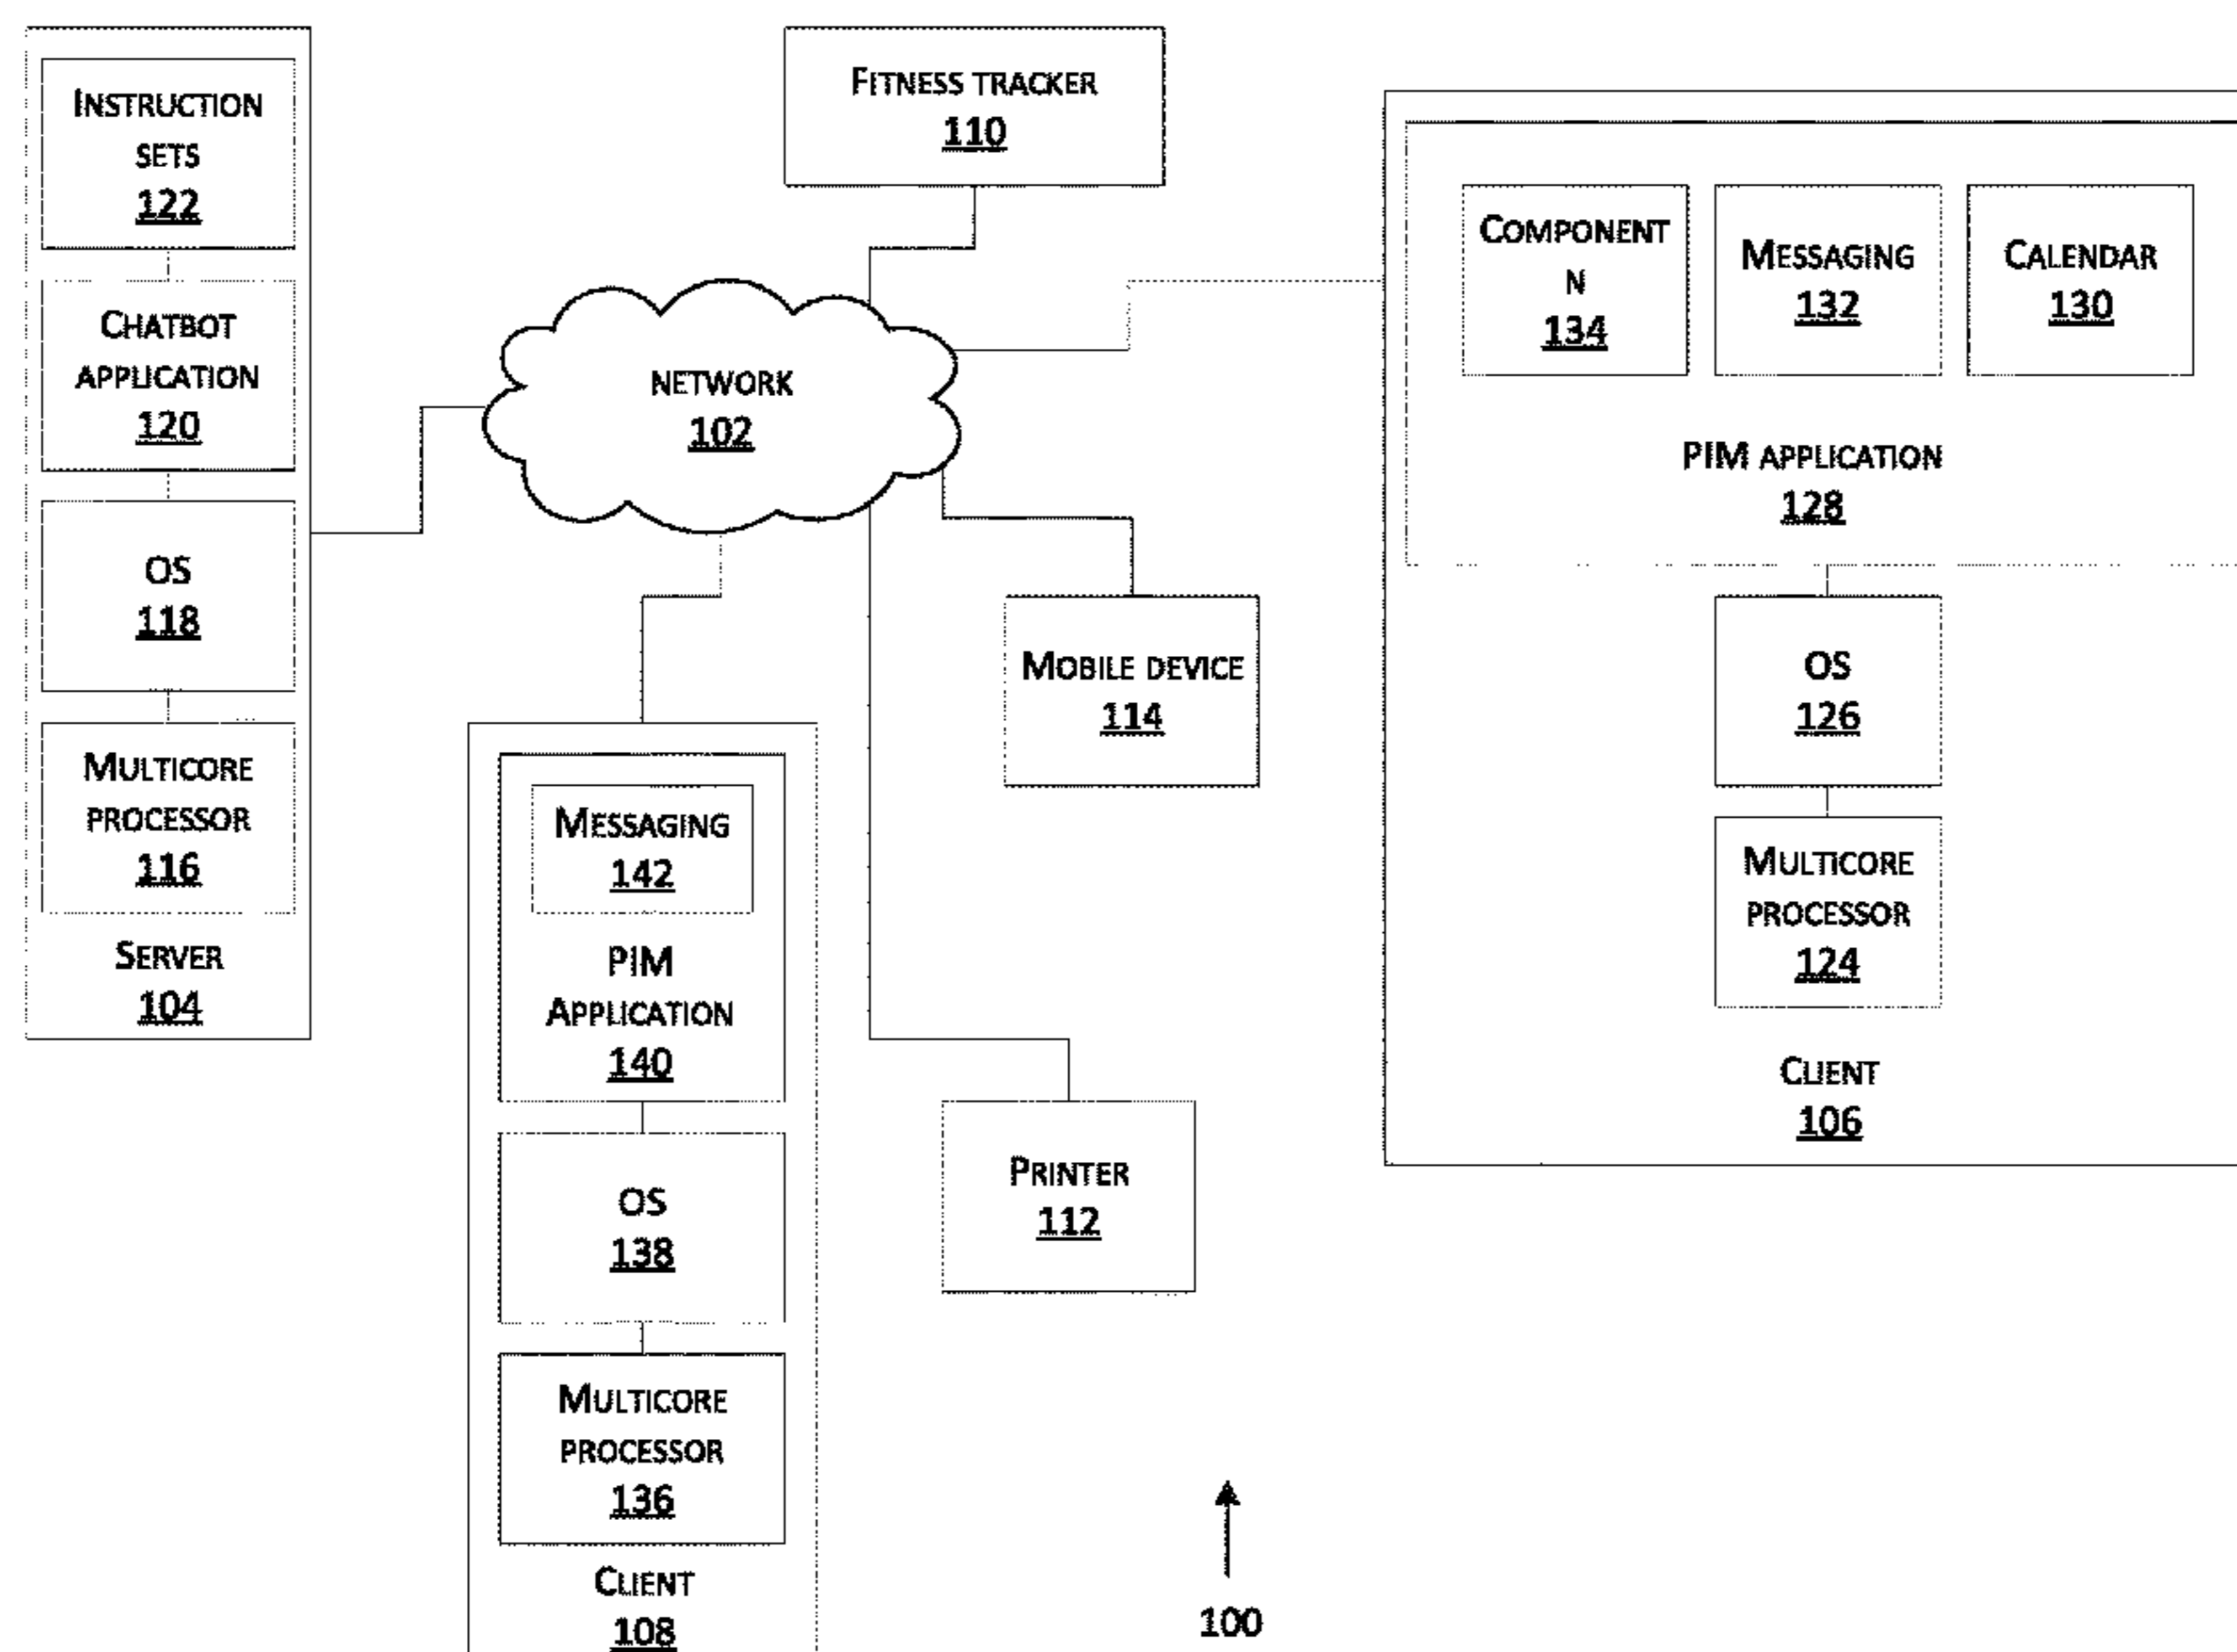 Instruction
sets
122
Chatbot
application
120
OS
118
Multicore
processor
116
Server
104
Fitness tracker
110
network
102
Mobile device
114
Messaging
142
PIM
Application
140
OS
138
Multicore
processor
136
Client
108
Printer
112
Component
N
134
Messaging
132
Calendar
130
PIM application
128
OS
126
Multicore
processor
124
Client
106
100